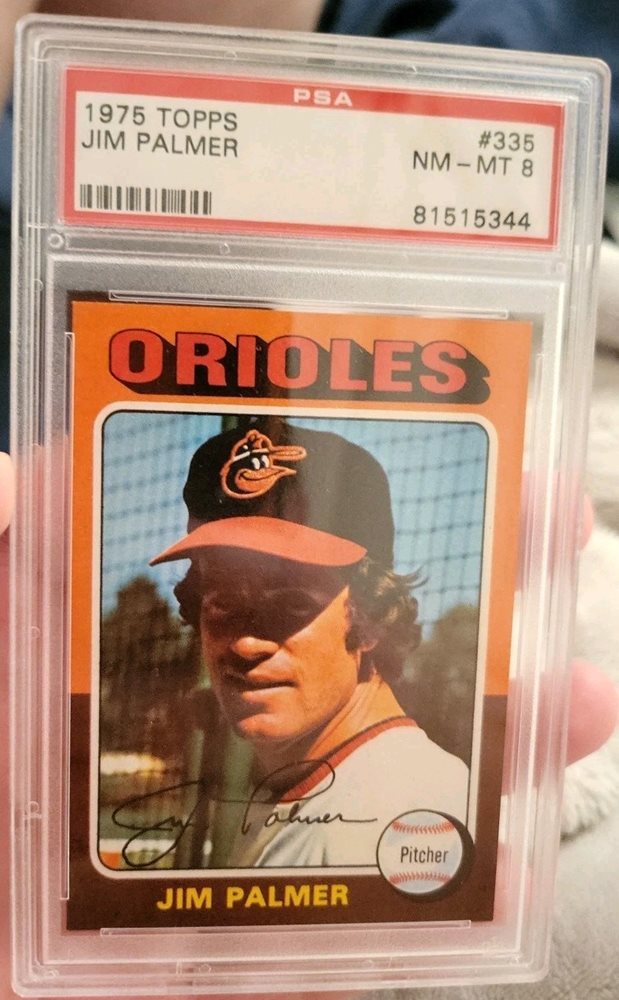 PSA
1975 TOPPS #335
JIM PALMER NM - MT 8
81515344
ORIOLES
Jim Palmer
Pitcher
JIM PALMER